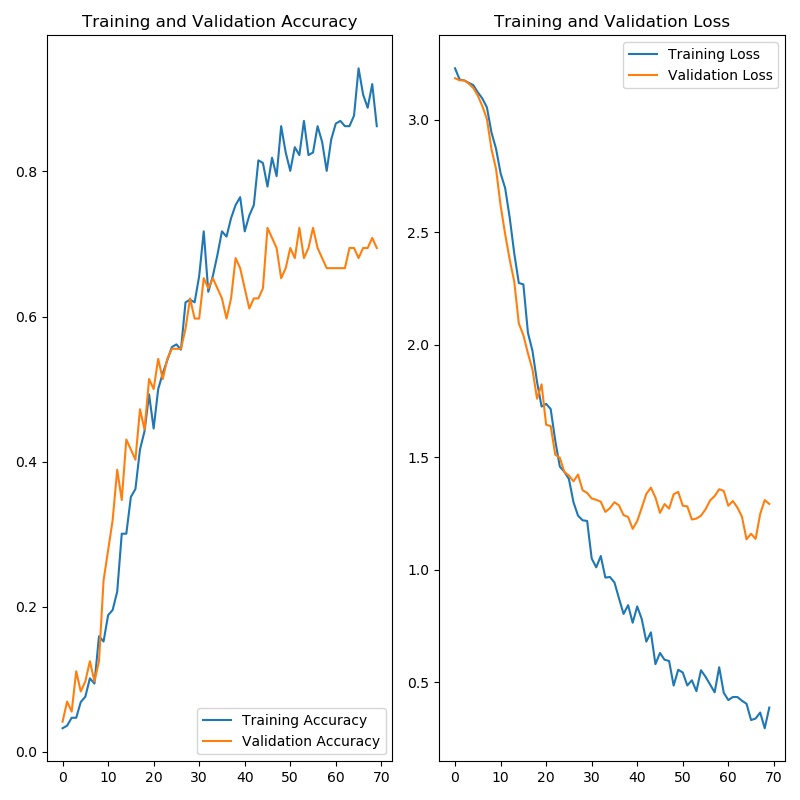 Training and Validation Accuracy
0.8
0.6
0.4
0.2
0.0
Training Accuracy
Validation Accuracy
0 10 20 30 40 50 60 70
Training and Validation Loss
Training Loss
Validation Loss
3.0
2.5
2.0
1.5
1.0
0.5
0 10 20 30 40 50 60 70